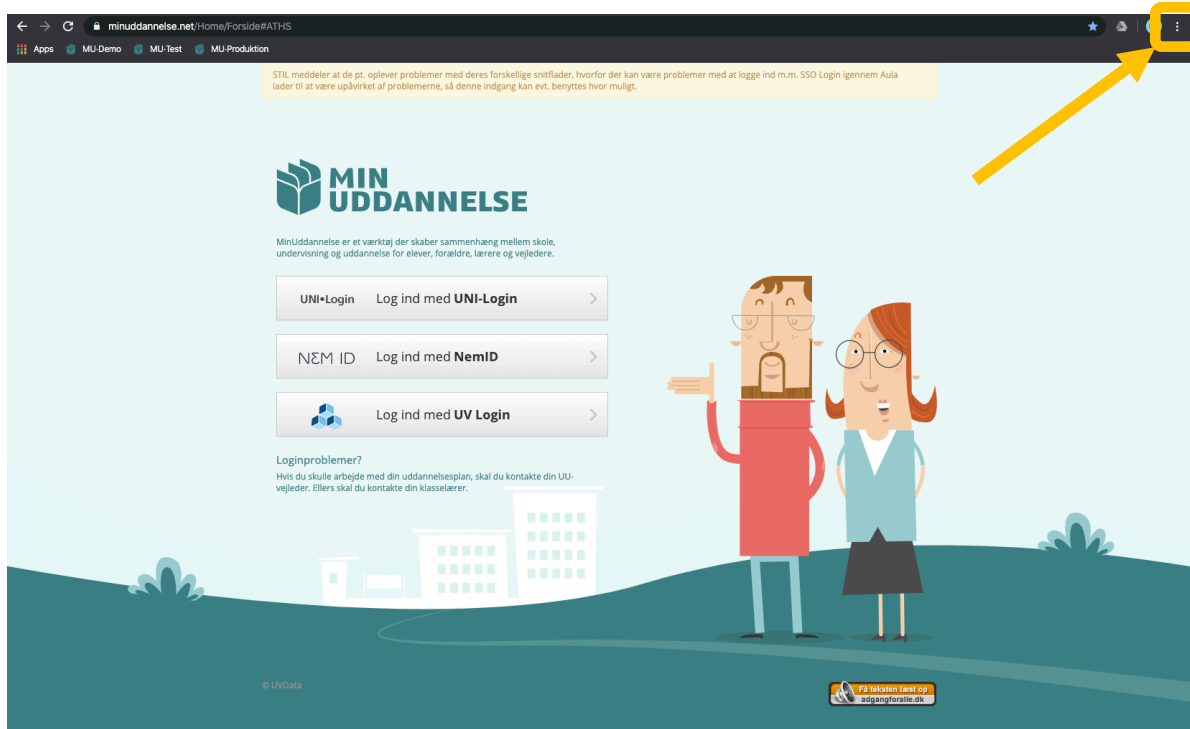 minuddannelse.net/Home/Forside#ATHS
Apps MU-Demo MU-Test MU-Produktion
STIL meddeler at de pt. oplever problemer med deres forskellige snitflader, hvorfor der kan være problemer med at logge ind m.m. SSO Login igennem Aula
lader til at være upåvirket af problemerne, så denne indgang kan evt. benyttes hvor muligt.
MIN
UDDANNELSE
MinUddannelse er et værktøj der skaber sammenhæng mellem skole,
undervisning og uddannelse for elever, forældre, lærere og vejledere.
UNI•Login Log ind med UNI-Login
NEM ID Log ind med NemID
Log ind med UV Login
Loginproblemer?
Hvis du skulle arbejde med din uddannelsesplan, skal du kontakte din UU-
vejleder. Ellers skal du kontakte din klasselærer.
© UVData
Få teksten læst op
adgangforalle.dk